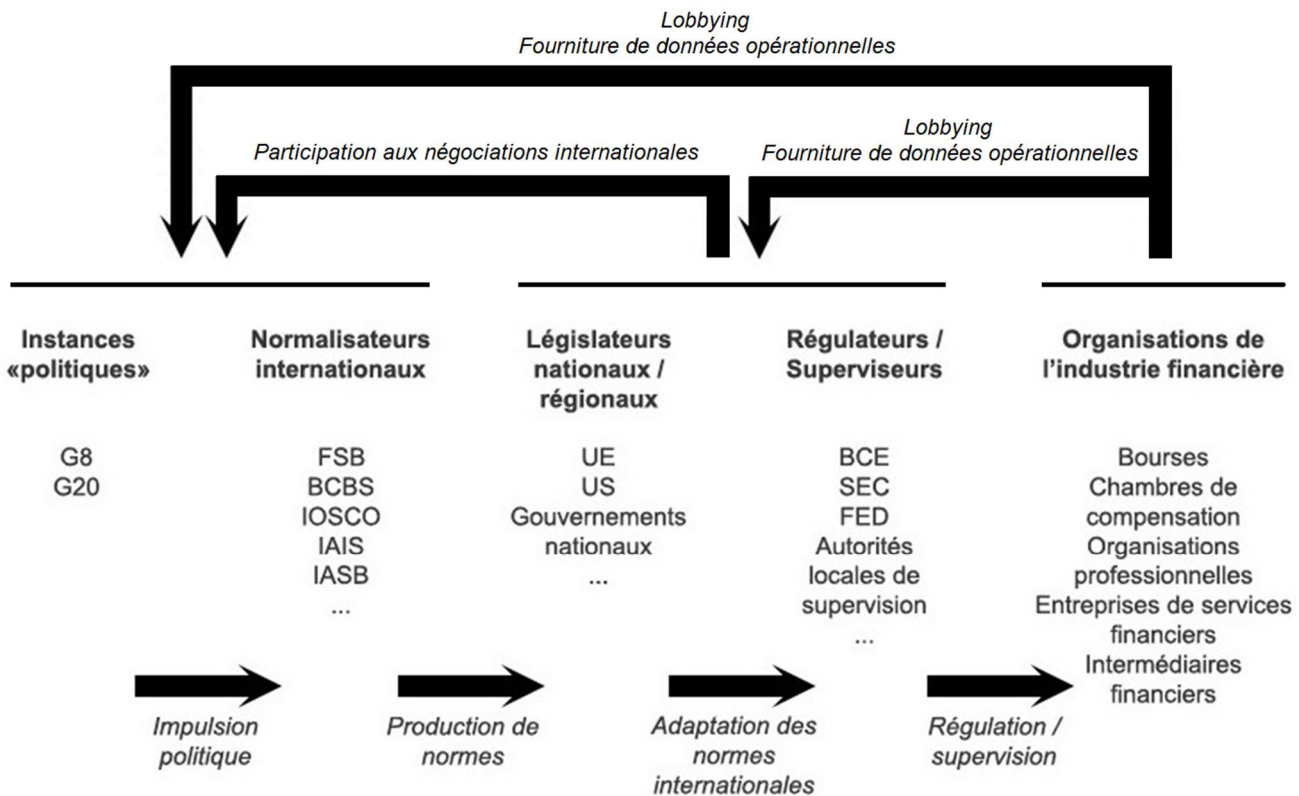 Lobbying
Fourniture de données opérationnelles
Lobbying
Participation aux négociations internationales
Fourniture de données opérationnelles
Instances
«politiques»
Normalisateurs
internationaux
Législateurs
nationaux /
régionaux
Régulateurs /
Superviseurs
Organisations de
l'industrie financière
G8
G20
FSB
BCBS
IOSCO
IAIS
IASB
...
UE
US
Gouvernements
nationaux
...
BCE
SEC
FED
Autorités
locales de
supervision
...
Bourses
Chambres de
compensation
Organisations
professionnelles
Entreprises de services
financiers
Intermédiaires
financiers
Impulsion
politique
Production de
normes
Adaptation des
normes
internationales
Régulation /
supervision